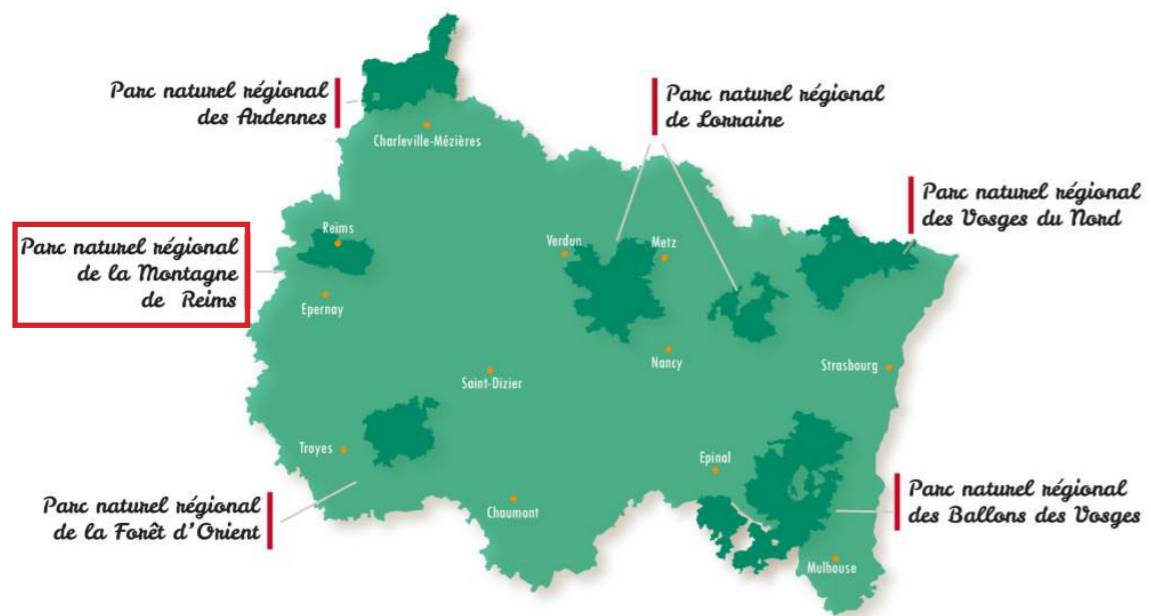 Parc naturel régional
des Ardennes
Parc naturel régional
de Lorraine
Charleville-Mézières
Parc naturel régional
des Vosges du Nord
Parc naturel régional
de la Montagne
de Reims
Reims
Verdun
Metz
Epernay
Nancy
Saint-Dizier
Strasbourg
Troyes
Epinal
Parc naturel régional
de la Forêt d'Orient
Chaumont
Parc naturel régional
des Ballons des Vosges
Mulhouse